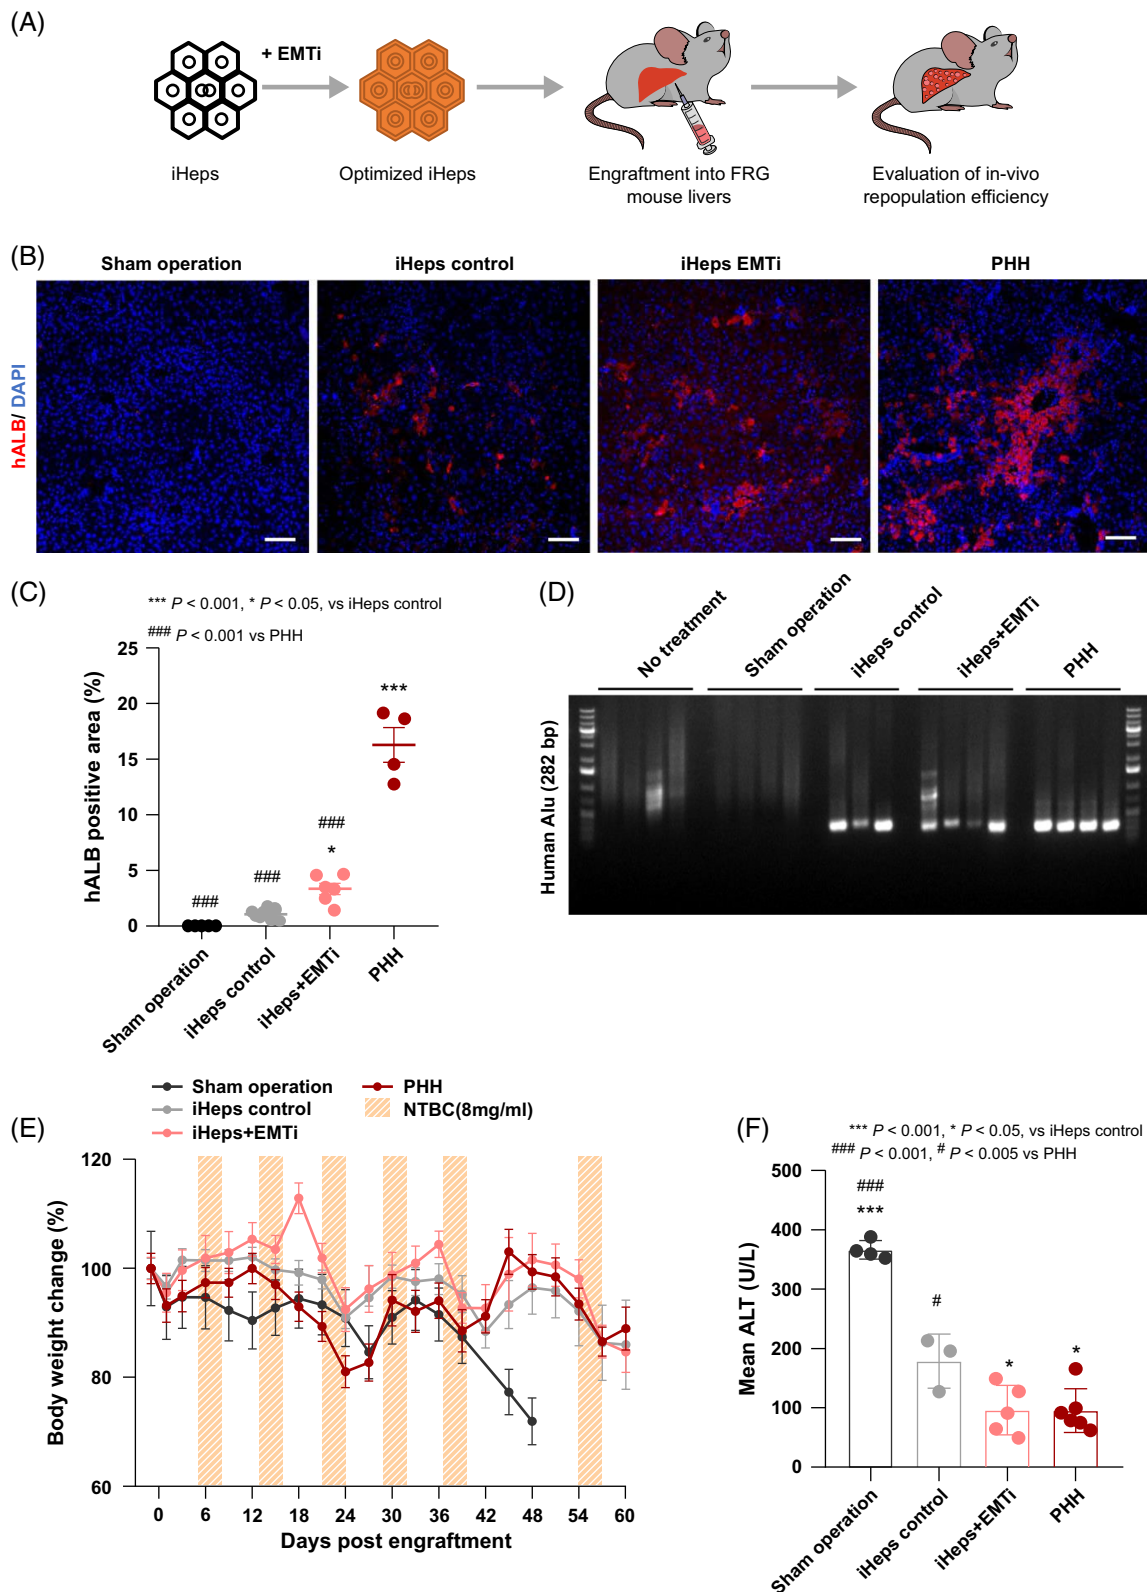 (A)
+ EMTi
iHeps
Optimized iHeps
Engraftment into FRG
mouse livers
Evaluation of in-vivo
repopulation efficiency
(B)
Sham operation
iHeps control
iHeps EMTi
PHH
hALB/ DAPI
(C)
*** P < 0.001, * P < 0.05, vs iHeps control
### P < 0.001 vs PHH
hALB positive area (%)
25
20
15
10
5
0
***
###
*
###
###
Sham operation
iHeps control
iHeps+EMTi
PHH
(D)
No treatment
Sham operation
iHeps control
iHeps+EMTi
PHH
Human Alu (282 bp)
(E)
Sham operation
iHeps control
iHeps+EMTi
PHH
NTBC(8mg/ml)
Body weight change (%)
120
100
80
60
0
6
12
18
24
30
36
42
48
54
60
Days post engraftment
(F)
*** P < 0.001, * P < 0.05, vs iHeps control
### P < 0.001, # P < 0.005 vs PHH
Mean ALT (U/L)
500
400
300
200
100
0
###
***
#
*
*
Sham operation
iHeps control
iHeps+EMTi
PHH